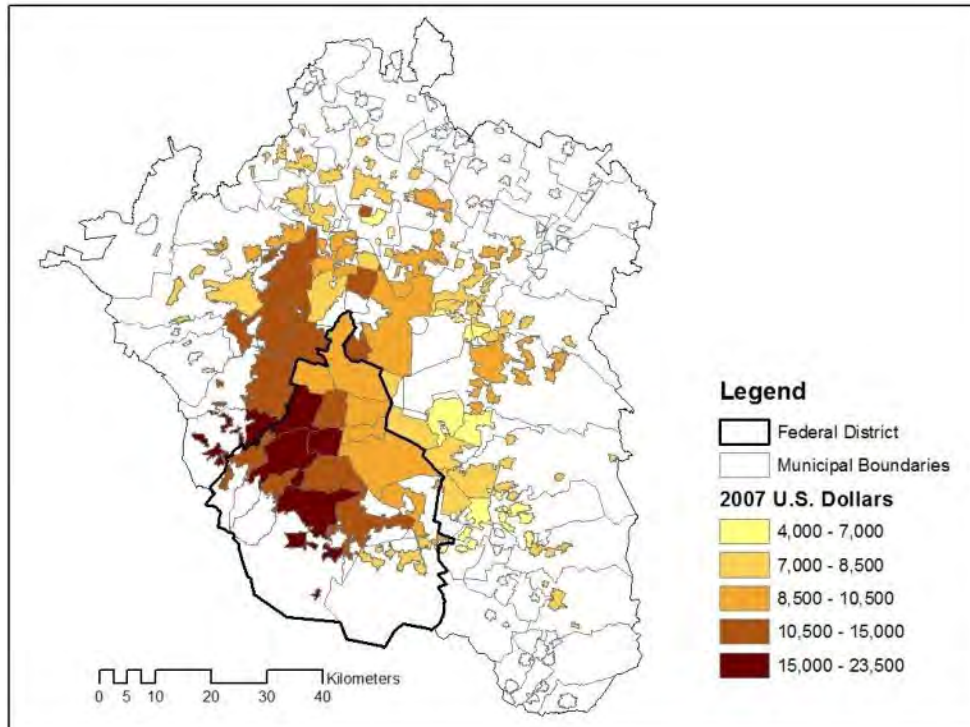 Legend
Federal District
Municipal Boundaries
2007 U.S. Dollars
4,000 - 7,000
7,000 - 8,500
8,500 - 10,500
10,500 - 15,000
15,000 - 23,500
Kilometers
0 5 10 20 30 40